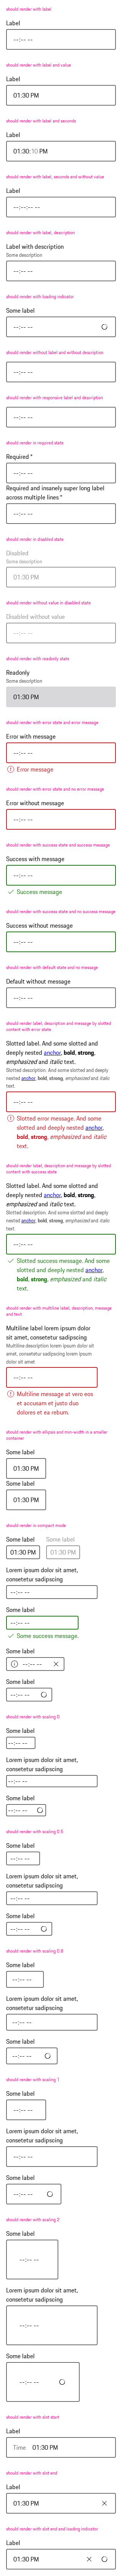 should render with label
Label
--:-- --
should render with label and value
Label
01:30 PM
should render with label and seconds
Label
01:30:10 PM
should render with label, seconds and without value
Label
--:--:-- --
should render with label, description
Label with description
Some description
--:-- --
should render with loading indicator
Some label
--:-- --
should render without label and without description
--:-- --
should render with responsive label and description
--:-- --
should render in required state
Required *
--:-- --
Required and insanely super long label
across multiple lines *
--:-- --
should render in disabled state
Disabled
Some description
01:30 PM
should render without value in disabled state
Disabled without value
--:-- --
should render with readonly state
Readonly
Some description
01:30 PM
should render with error state and error message
Error with message
--:-- --
Error message
should render with error state and no error message
Error without message
--:-- --
should render with success state and success message
Success with message
--:-- --
Success message
should render with success state and no success message
Success without message
--:-- --
should render with default state and no message
Default without message
--:-- --
should render label, description and message by slotted
content with error state
Slotted label. And some slotted and
deeply nested anchor, bold, strong,
emphasized and italic text.
Slotted description. And some slotted and deeply
nested anchor, bold, strong, emphasized and italic
text.
--:-- --
Slotted error message. And some
slotted and deeply nested anchor,
bold, strong, emphasized and italic
text.
should render label, description and message by slotted
content with success state
Slotted label. And some slotted and
deeply nested anchor, bold, strong,
emphasized and italic text.
Slotted description. And some slotted and deeply
nested anchor, bold, strong, emphasized and italic
text.
--:-- --
Slotted success message. And some
slotted and deeply nested anchor,
bold, strong, emphasized and italic
text.
should render with multiline label, description, message
and text
Multiline label lorem ipsum dolor
sit amet, consetetur sadipscing
Multiline description lorem ipsum dolor sit
amet, consetetur sadipscing lorem ipsum
dolor sit amet
--:-- --
Multiline message at vero eos
et accusam et justo duo
dolores et ea rebum.
should render with ellipsis and min-width in a smaller
container
Some label
01:30 PM
Some label
01:30 PM
should render in compact mode
Some label Some label
01:30 PM 01:30 PM
Lorem ipsum dolor sit amet,
consetetur sadipscing
--:-- --
Some label
--:-- --
Some success message.
Some label
--:-- --
Some label
--:-- --
should render with scaling 0
Some label
--:-- --
Lorem ipsum dolor sit amet,
consetetur sadipscing
--:-- --
Some label
--:-- --
should render with scaling 0.5
Some label
--:-- --
Lorem ipsum dolor sit amet,
consetetur sadipscing
--:-- --
Some label
--:-- --
should render with scaling 0.8
Some label
--:-- --
Lorem ipsum dolor sit amet,
consetetur sadipscing
--:-- --
Some label
--:-- --
should render with scaling 1
Some label
--:-- --
Lorem ipsum dolor sit amet,
consetetur sadipscing
--:-- --
Some label
--:-- --
should render with scaling 2
Some label
--:-- --
Lorem ipsum dolor sit amet,
consetetur sadipscing
--:-- --
Some label
--:-- --
should render with slot start
Label
Time 01:30 PM
should render with slot end
Label
01:30 PM
should render with slot end and loading indicator
Label
01:30 PM